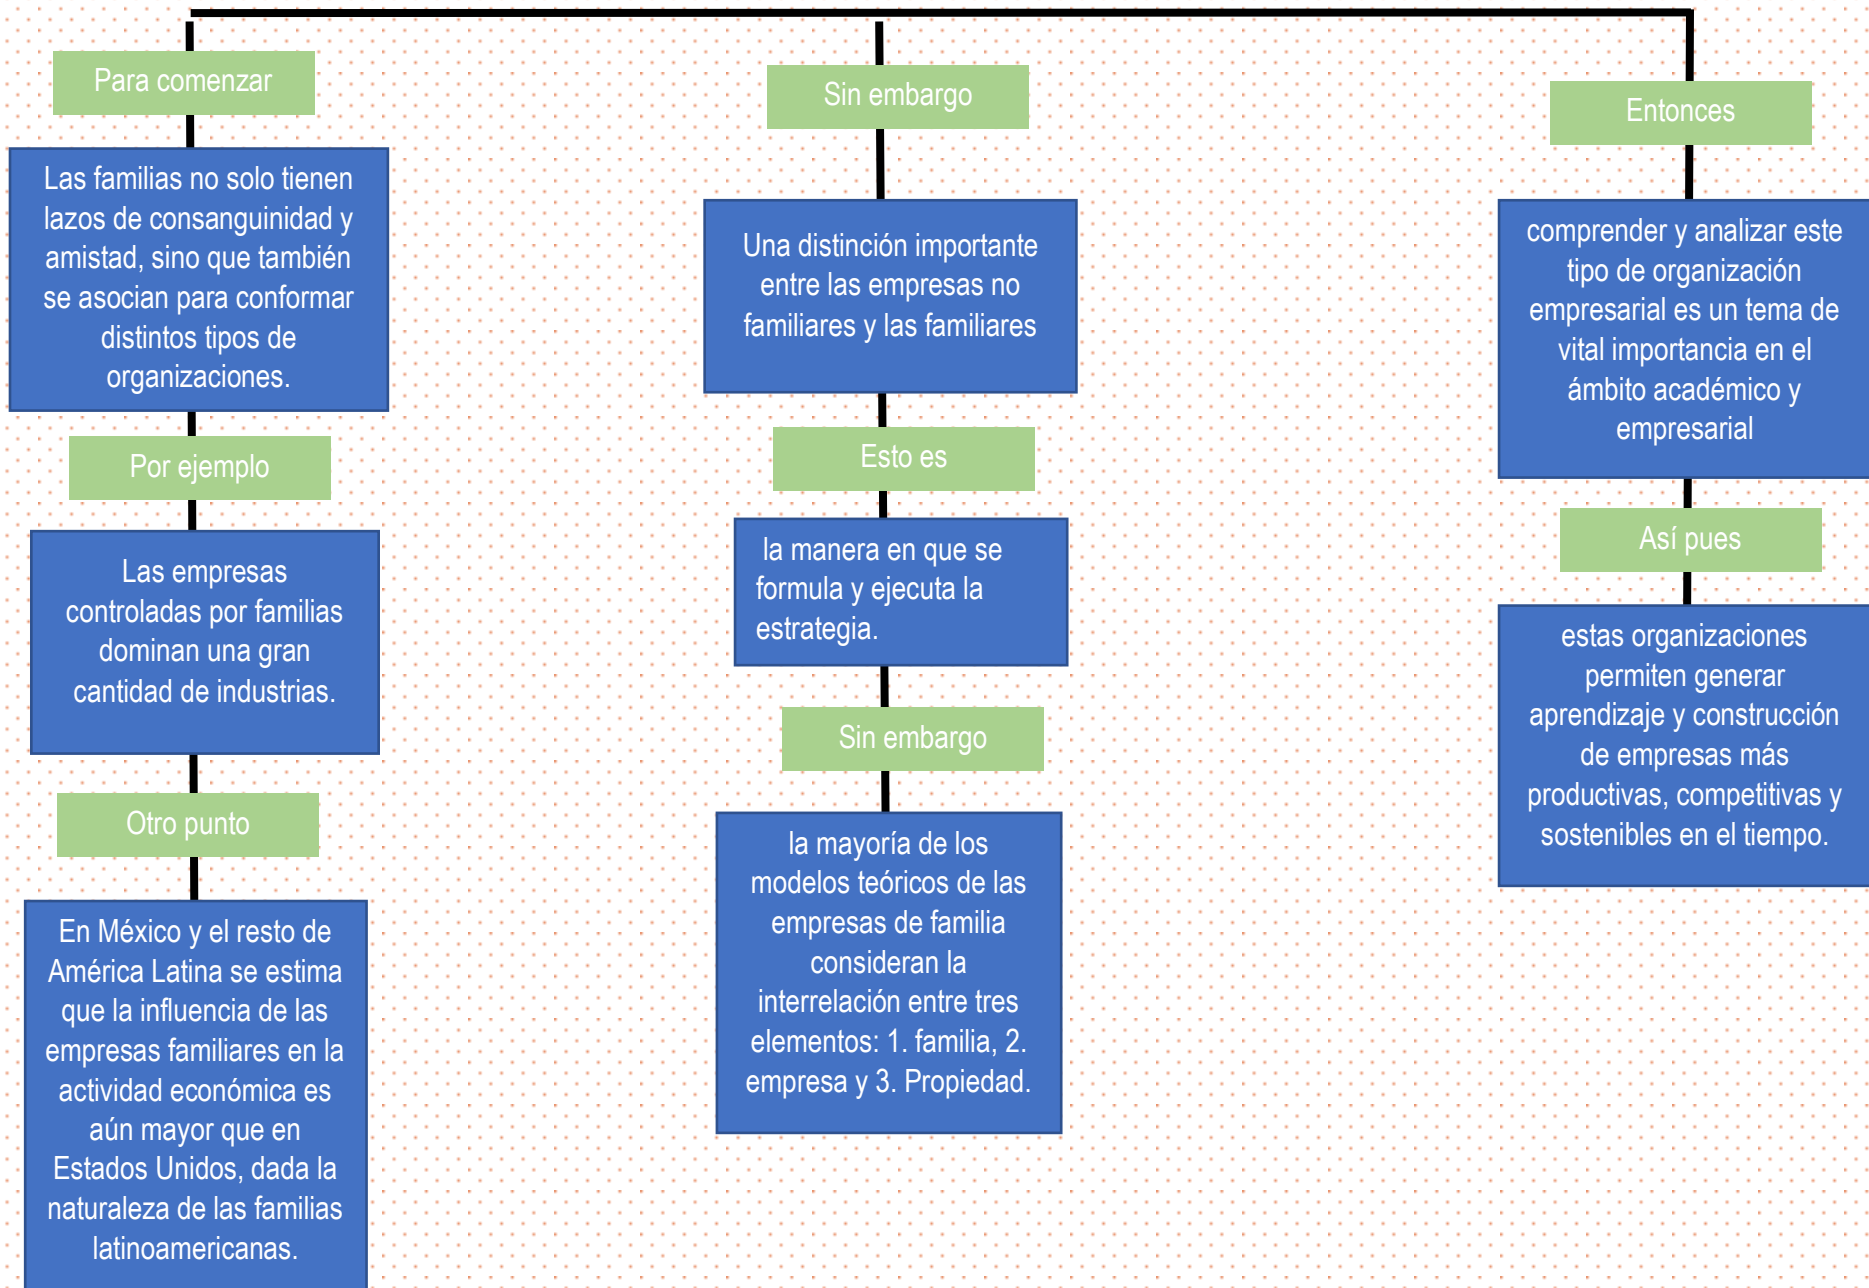 Para comenzar
Las familias no solo tienen
lazos de consanguinidad y
amistad, sino que también
se asocian para conformar
distintos tipos de
organizaciones.
Por ejemplo
Las empresas
controladas por familias
dominan una gran
cantidad de industrias.
Otro punto
En México y el resto de
América Latina se estima
que la influencia de las
empresas familiares en la
actividad económica es
aún mayor que en
Estados Unidos, dada la
naturaleza de las familias
latinoamericanas.
Sin embargo
Una distinción importante
entre las empresas no
familiares y las familiares
Esto es
la manera en que se
formula y ejecuta la
estrategia.
Sin embargo
la mayoría de los
modelos teóricos de las
empresas de familia
consideran la
interrelación entre tres
elementos: 1. familia, 2.
empresa y 3. Propiedad.
Entonces
comprender y analizar este
tipo de organización
empresarial es un tema de
vital importancia en el
ámbito académico y
empresarial
Así pues
estas organizaciones
permiten generar
aprendizaje y construcción
de empresas más
productivas, competitivas y
sostenibles en el tiempo.